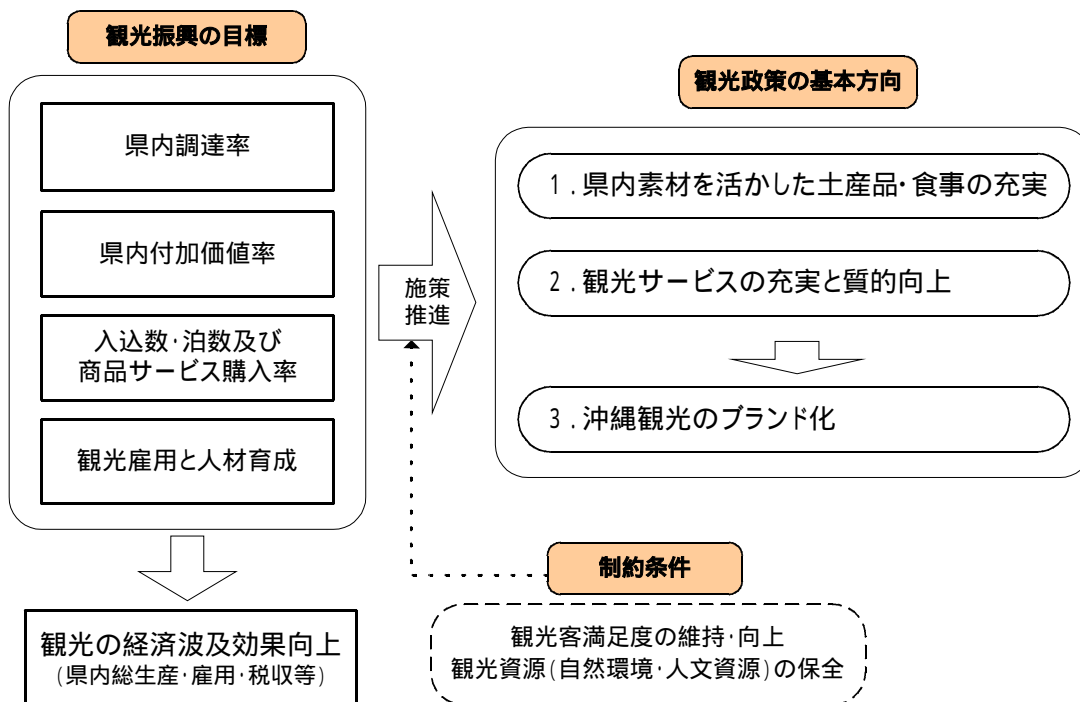 観光振興の目標
県内調達率
県内付加価値率
入込数・泊数及び
商品サービス購入率
観光雇用と人材育成
観光の経済波及効果向上
(県内総生産・雇用・税収等)
施策
推進
観光政策の基本方向
1．県内素材を活かした土産品・食事の充実
2．観光サービスの充実と質的向上
3．沖縄観光のブランド化
制約条件
観光客満足度の維持・向上
観光資源(自然環境・人文資源)の保全